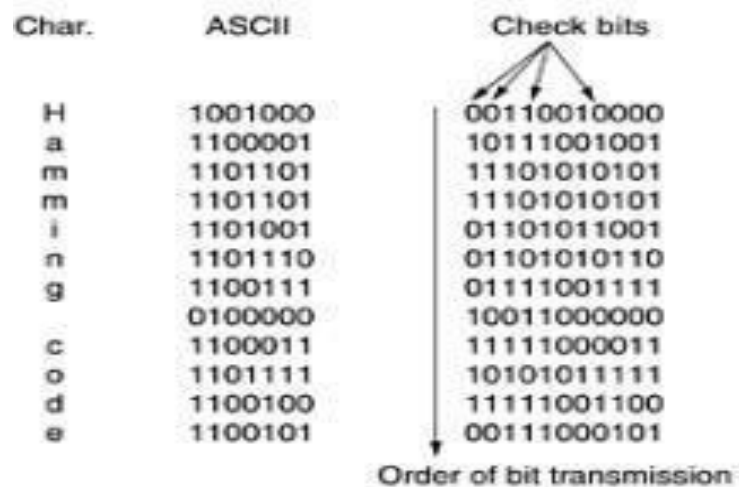 Char. ASCII Check bits
H 1001000 00110010000
a 1100001 10111001001
m 1101101 11101010101
m 1101101 11101010101
i 1101001 01101011001
n 1101110 01101010110
g 1100111 01111001111
0100000 10011000000
c 1100011 11111000011
o 1101111 10101011111
d 1100100 11111001100
e 1100101 00111000101
Order of bit transmission